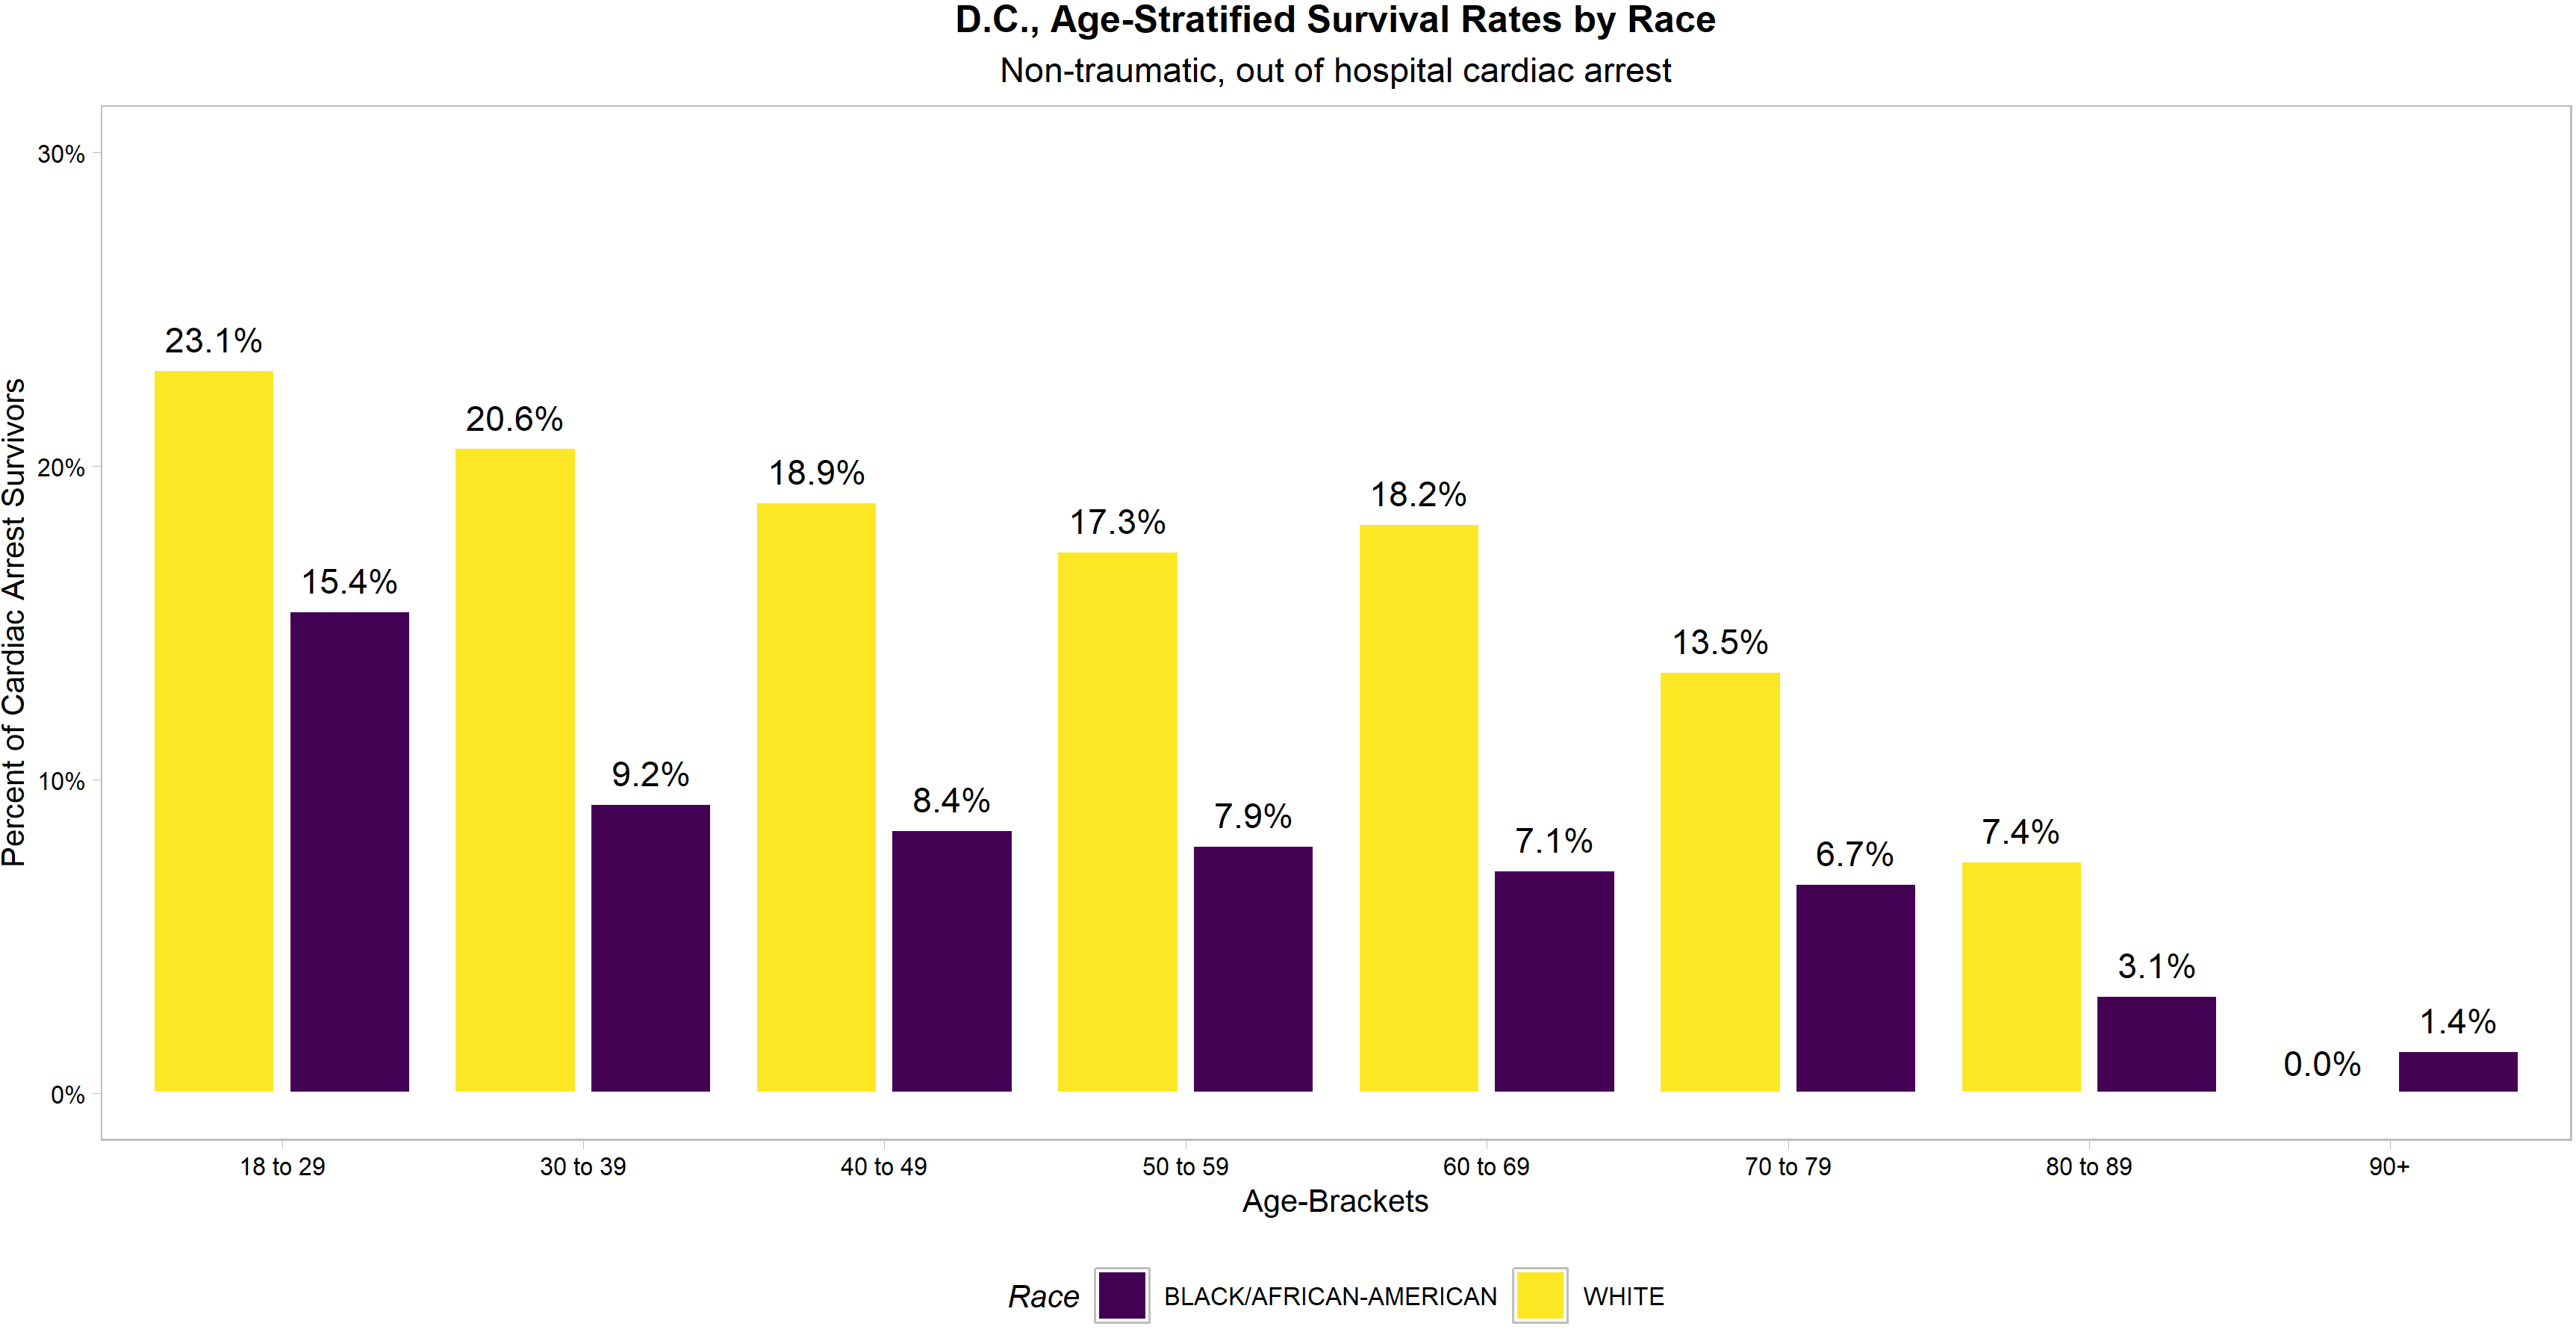 D.C., Age-Stratified Survival Rates by Race
Non-traumatic, out of hospital cardiac arrest
Percent of Cardiac Arrest Survivors
30%
20%
10%
0%
23.1%
15.4%
20.6%
9.2%
18.9%
8.4%
17.3%
7.9%
18.2%
7.1%
13.5%
6.7%
7.4%
3.1%
0.0%
1.4%
18 to 29
30 to 39
40 to 49
50 to 59
60 to 69
70 to 79
80 to 89
90+
Age-Brackets
Race
BLACK/AFRICAN-AMERICAN
WHITE